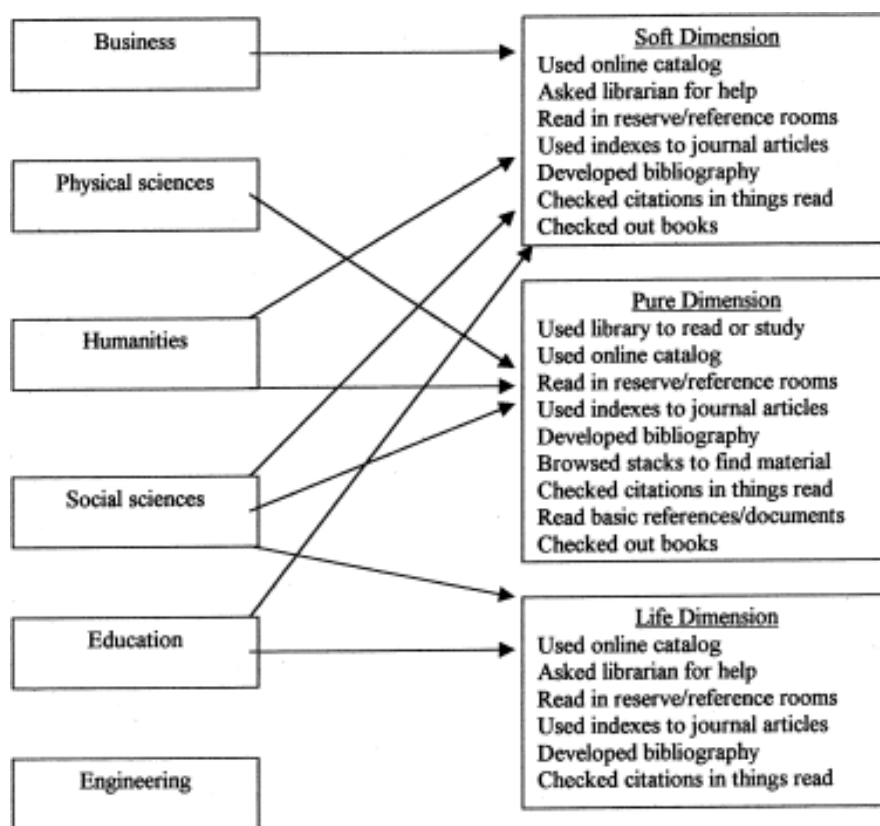 Business
Physical sciences
Humanities
Social sciences
Education
Engineering
Soft Dimension
Used online catalog
Asked librarian for help
Read in reserve/reference rooms
Used indexes to journal articles
Developed bibliography
Checked citations in things read
Checked out books
Pure Dimension
Used library to read or study
Used online catalog
Read in reserve/reference rooms
Used indexes to journal articles
Developed bibliography
Browsed stacks to find material
Checked citations in things read
Read basic references/documents
Checked out books
Life Dimension
Used online catalog
Asked librarian for help
Read in reserve/reference rooms
Used indexes to journal articles
Developed bibliography
Checked citations in things read